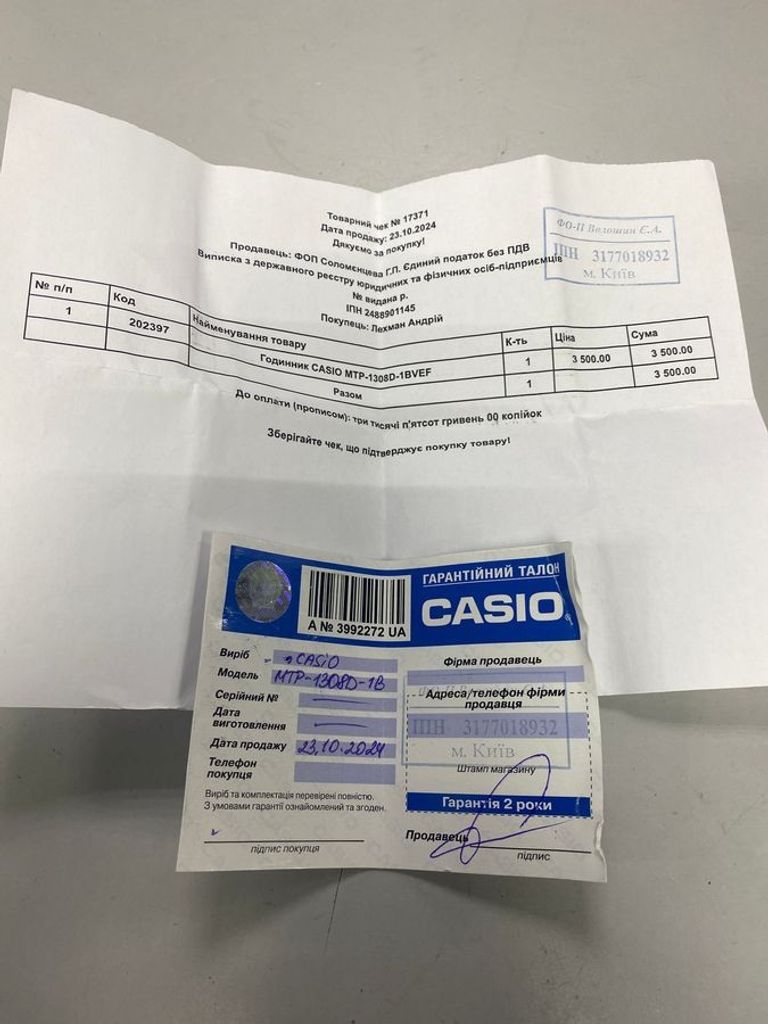 Товарний чек № 17371
Дата продажу: 23.10.2024
Дякуємо за покупку!
ФО-П Волошин Є.А.
ІПН 3177018932
м. Київ
Продавець: ФОП Соломєнцева Г.П. Єдиний податок без ПДВ
Виписка з державного реєстру юридичних та фізичних осіб-підприємців
№ видана р.
ІПН 2488901145
Покупець: Лехман Андрій
№ п/п Код Найменування товару К-ть Ціна Сума
1 202397 Годинник CASIO MTP-1308D-1BVEF 1 3 500.00 3 500.00
Разом 1 3 500.00
До оплати (прописом): три тисячі п'ятсот гривень 00 копійок
Зберігайте чек, що підтверджує покупку товару!
ГАРАНТІЙНИЙ ТАЛОН
CASIO
А № 3992272 UA
Виріб CASIO
Модель MTP-1308D-1B
Серійний №
Дата
виготовлення
Дата продажу 23.10.2024
Телефон
покупця
Виріб та комплектація перевірені повністю.
З умовами гарантії ознайомлений та згоден.
підпис покупця
Фірма продавець
Адреса/телефон фірми
продавця
ІПН 3177018932
м. Київ
Штамп магазину
Гарантія 2 роки
Продавець
підпис